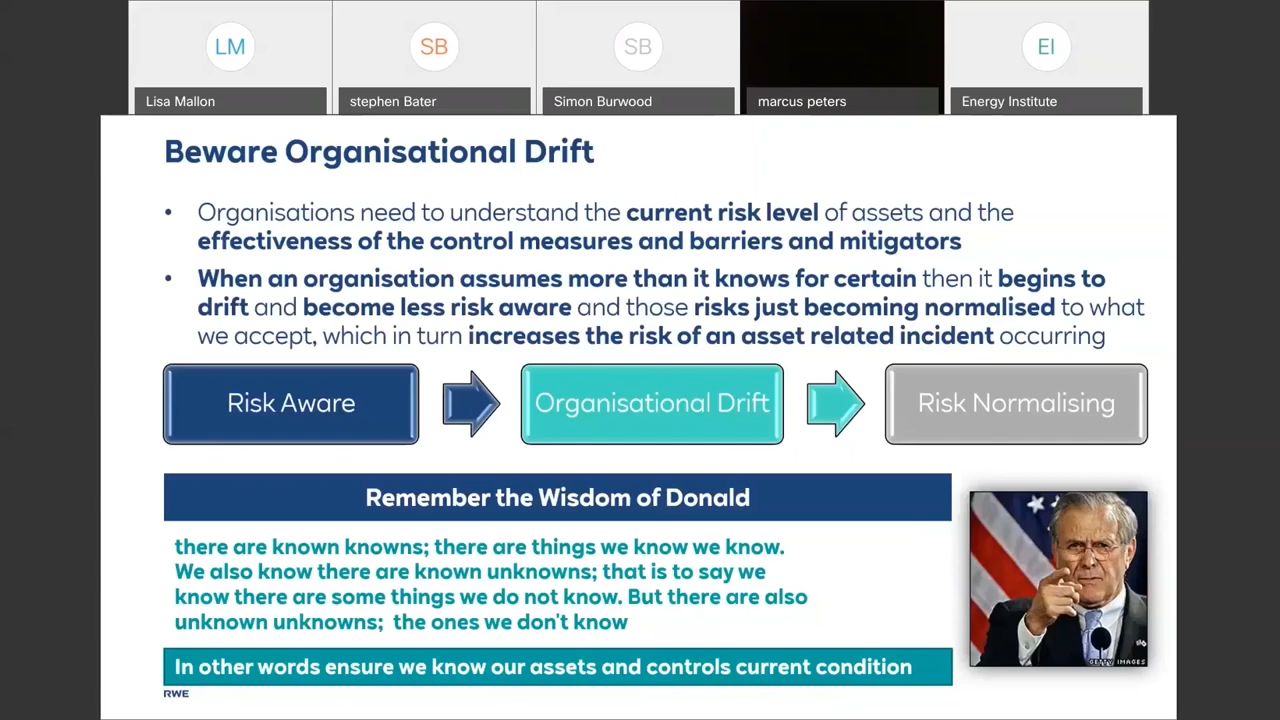 LM
SB
SB
EI
Lisa Mallon
stephen Bater
Simon Burwood
marcus peters
Energy Institute
Beware Organisational Drift
• Organisations need to understand the current risk level of assets and the
effectiveness of the control measures and barriers and mitigators
• When an organisation assumes more than it knows for certain then it begins to
drift and become less risk aware and those risks just becoming normalised to what
we accept, which in turn increases the risk of an asset related incident occurring
Risk Aware
Organisational Drift
Risk Normalising
Remember the Wisdom of Donald
there are known knowns; there are things we know we know.
We also know there are known unknowns; that is to say we
know there are some things we do not know. But there are also
unknown unknowns; the ones we don't know
GETTY IMAGES
In other words ensure we know our assets and controls current condition
RWE